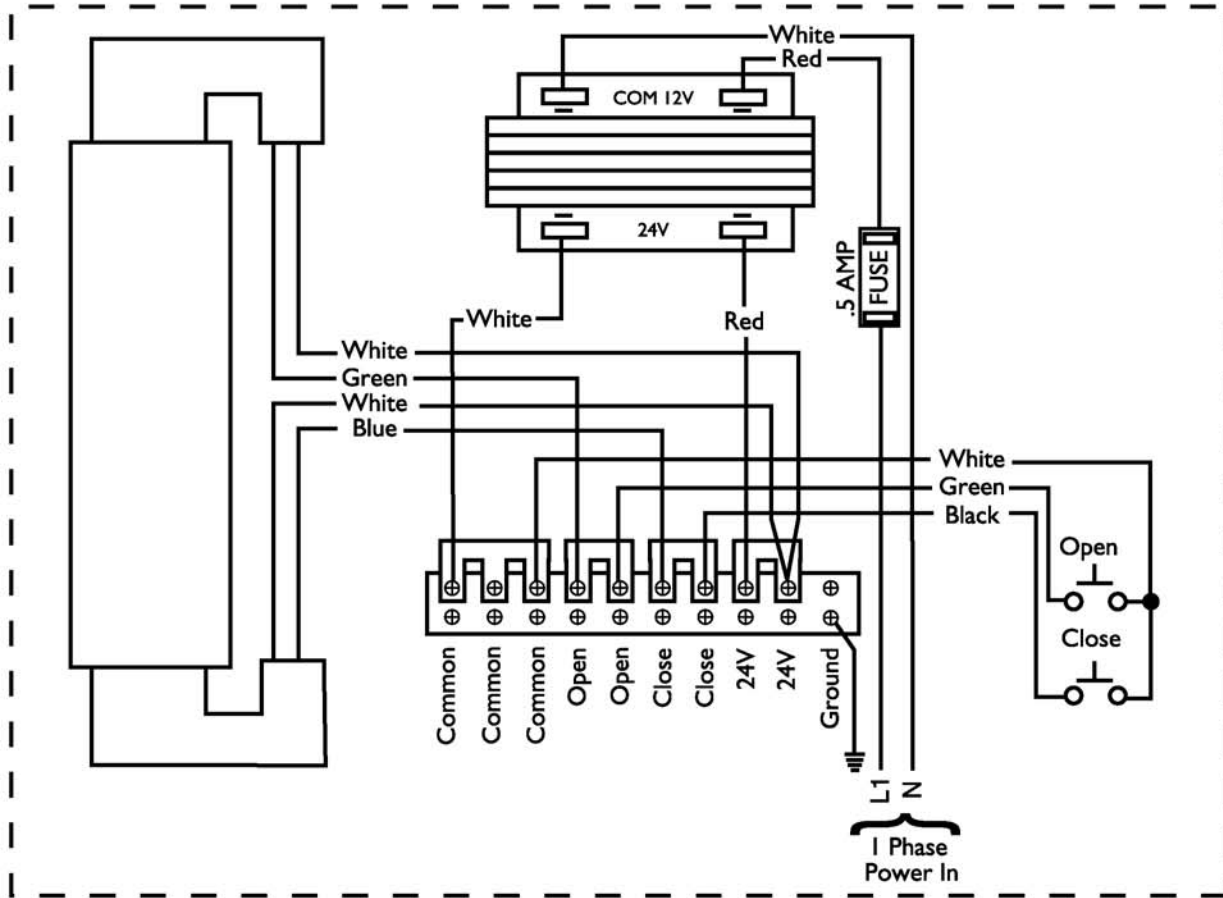 White
Red
COM 12V
24V
.5 AMP
FUSE
White
Red
White
Green
White
Blue
White
Green
Black
Open
Close
Common
Common
Common
Open
Open
Close
Close
24V
24V
Ground
L1
N
1 Phase
Power In